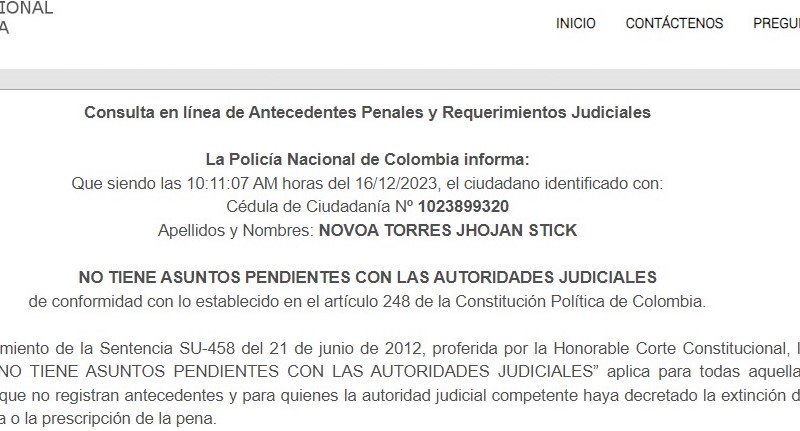 IONAL
A
INICIO CONTÁCTENOS PREGU
Consulta en línea de Antecedentes Penales y Requerimientos Judiciales
La Policía Nacional de Colombia informa:
Que siendo las 10:11:07 AM horas del 16/12/2023, el ciudadano identificado con:
Cédula de Ciudadanía Nº 1023899320
Apellidos y Nombres: NOVOA TORRES JHOJAN STICK
NO TIENE ASUNTOS PENDIENTES CON LAS AUTORIDADES JUDICIALES
de conformidad con lo establecido en el artículo 248 de la Constitución Política de Colombia.
miento de la Sentencia SU-458 del 21 de junio de 2012, proferida por la Honorable Corte Constitucional, l
NO TIENE ASUNTOS PENDIENTES CON LAS AUTORIDADES JUDICIALES” aplica para todas aquella
que no registran antecedentes y para quienes la autoridad judicial competente haya decretado la extinción d
a o la prescripción de la pena.